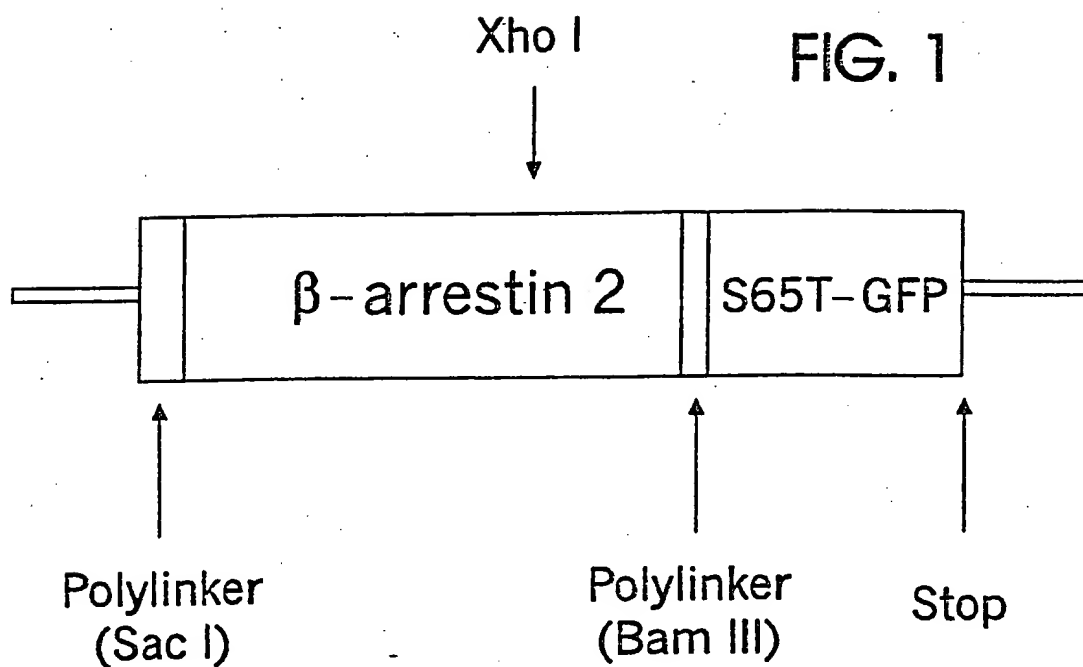 Xho I
FIG. 1
β-arrestin 2
S65T-GFP
Polylinker
(Sac I)
Polylinker
(Bam III)
Stop